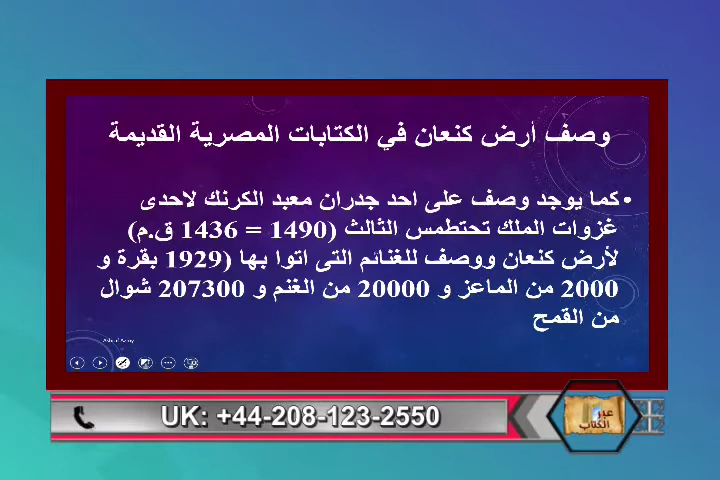 وصف أرض كنعان في الكتابات المصرية القديمة
• كما يوجد وصف على احد جدران معبد الكرنك لاحدى
غزوات الملك تحتطمس الثالث (1490 = 1436 ق.م)
لأرض كنعان ووصف للغنائم التى اتوا بها (1929 بقرة و
2000 من الماعز و 20000 من الغنم و 207300 شوال
من القمح
UK: +44-208-123-2550
عبر
الكتاب